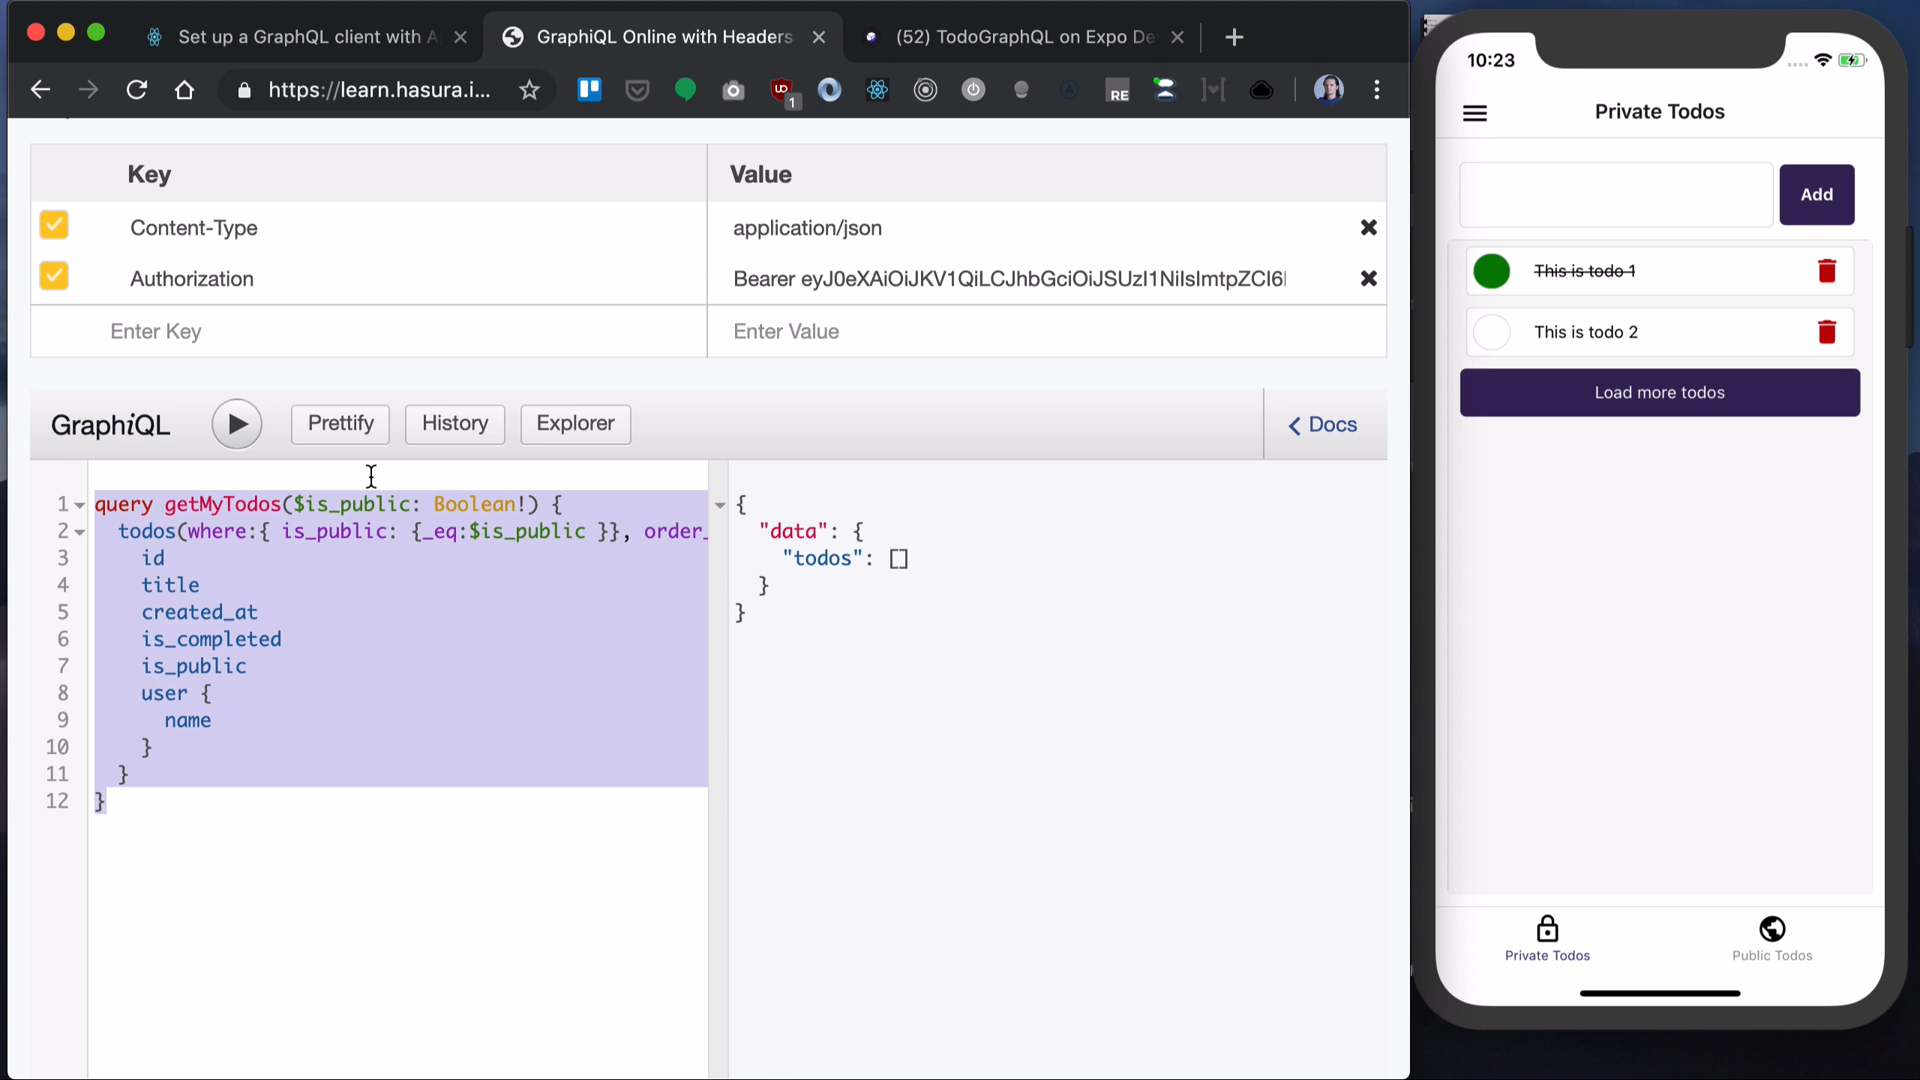 Set up a GraphQL client with A
GraphiQL Online with Headers
(52) TodoGraphQL on Expo De
https://learn.hasura.i...
UD
1
RE
Key
Value
Content-Type
application/json
Authorization
Bearer eyJ0eXAiOiJKV1QiLCJhbGciOiJSUzI1NiIsImtpZCI6I
Enter Key
Enter Value
GraphiQL
Prettify
History
Explorer
Docs
1 query getMyTodos($is_public: Boolean!) {
2 todos(where:{ is_public: {_eq:$is_public }}, order_
3 id
4 title
5 created_at
6 is_completed
7 is_public
8 user {
9 name
10 }
11 }
12 }
{
"data": {
"todos": []
}
}
10:23
Private Todos
Add
This is todo 1
This is todo 2
Load more todos
Private Todos
Public Todos